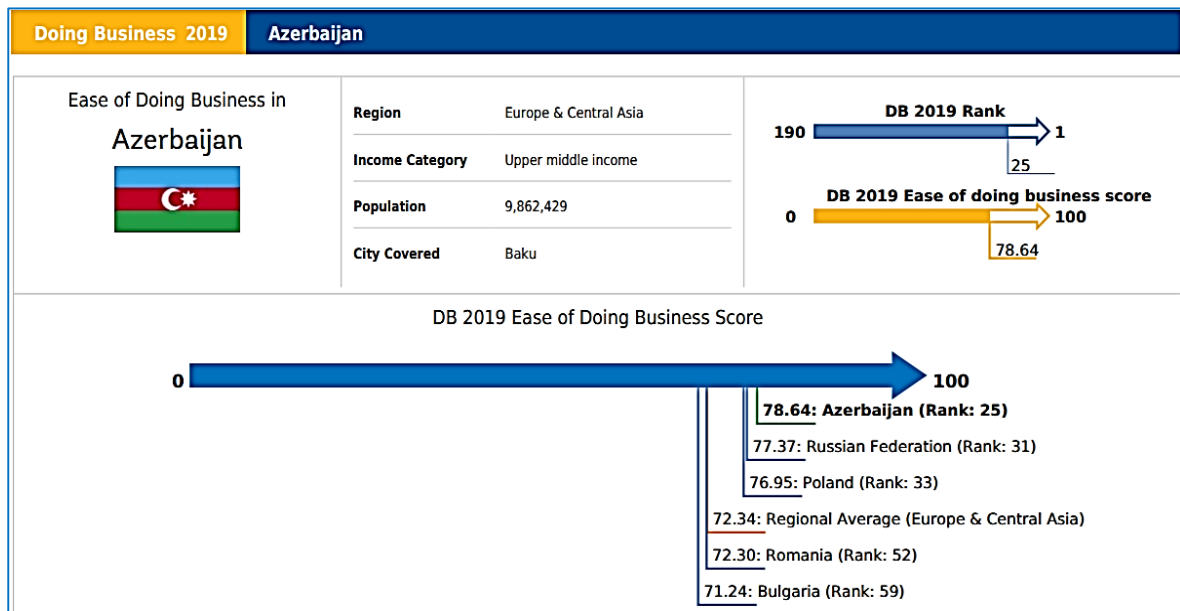 Doing Business 2019
Azerbaijan
Ease of Doing Business in
Azerbaijan
Region Europe & Central Asia
Income Category Upper middle income
Population 9,862,429
City Covered Baku
DB 2019 Rank
190 1
25
DB 2019 Ease of doing business score
0 100
78.64
DB 2019 Ease of Doing Business Score
0 100
78.64: Azerbaijan (Rank: 25)
77.37: Russian Federation (Rank: 31)
76.95: Poland (Rank: 33)
72.34: Regional Average (Europe & Central Asia)
72.30: Romania (Rank: 52)
71.24: Bulgaria (Rank: 59)